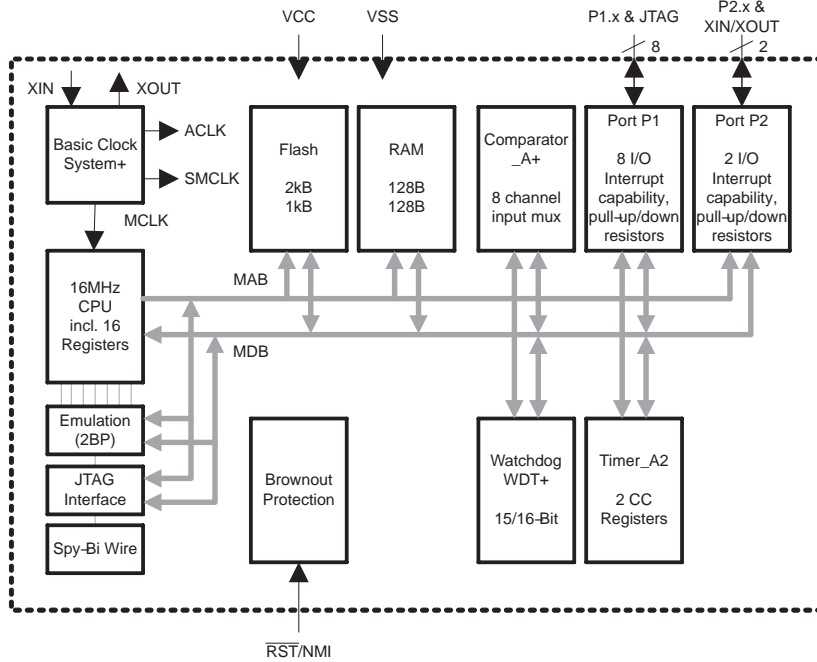 VCC
VSS
P1.x & JTAG
P2.x &
XIN/XOUT
8
2
XIN
XOUT
Basic Clock
System+
ACLK
SMCLK
MCLK
Flash
2kB
1kB
RAM
128B
128B
Comparator
_A+
8 channel
input mux
Port P1
8 I/O
Interrupt
capability,
pull-up/down
resistors
Port P2
2 I/O
Interrupt
capability,
pull-up/down
resistors
16MHz
CPU
incl. 16
Registers
MAB
MDB
Emulation
(2BP)
JTAG
Interface
Spy-Bi Wire
Brownout
Protection
Watchdog
WDT+
15/16-Bit
Timer_A2
2 CC
Registers
R̅S̅T̅/NMI